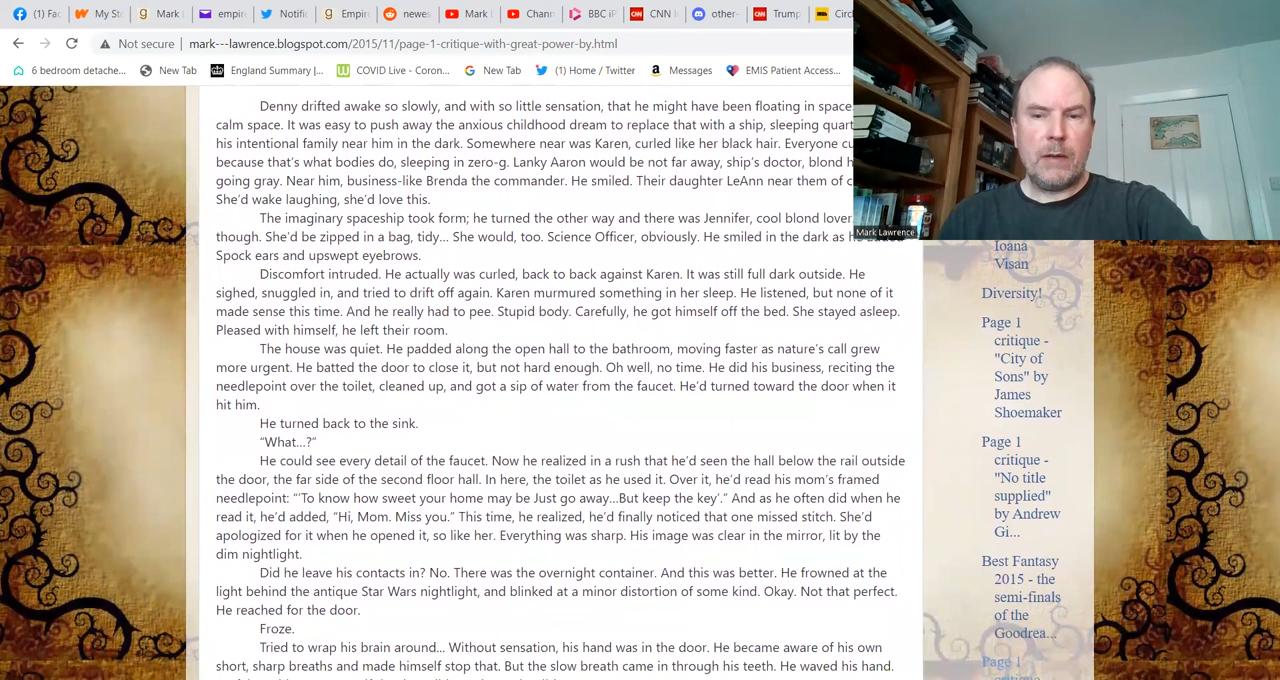 (1) Fac
My St
Mark
empire
Notific
Empir
newes
Mark L
Chann
BBC iP
CNN I
other-
Trump
Circl
Not secure | mark---lawrence.blogspot.com/2015/11/page-1-critique-with-great-power-by.html
6 bedroom detache...
New Tab
England Summary |...
COVID Live - Coron...
New Tab
(1) Home / Twitter
Messages
EMIS Patient Access...
Denny drifted awake so slowly, and with so little sensation, that he might have been floating in space.
calm space. It was easy to push away the anxious childhood dream to replace that with a ship, sleeping quart
his intentional family near him in the dark. Somewhere near was Karen, curled like her black hair. Everyone cu
because that's what bodies do, sleeping in zero-g. Lanky Aaron would be not far away, ship's doctor, blond h
going gray. Near him, business-like Brenda the commander. He smiled. Their daughter LeAnn near them of c
She'd wake laughing, she'd love this.
The imaginary spaceship took form; he turned the other way and there was Jennifer, cool blond lover.
though. She'd be zipped in a bag, tidy... She would, too. Science Officer, obviously. He smiled in the dark as
Spock ears and upswept eyebrows.
Discomfort intruded. He actually was curled, back to back against Karen. It was still full dark outside. He
sighed, snuggled in, and tried to drift off again. Karen murmured something in her sleep. He listened, but none of it
made sense this time. And he really had to pee. Stupid body. Carefully, he got himself off the bed. She stayed asleep.
Pleased with himself, he left their room.
The house was quiet. He padded along the open hall to the bathroom, moving faster as nature's call grew
more urgent. He batted the door to close it, but not hard enough. Oh well, no time. He did his business, reciting the
needlepoint over the toilet, cleaned up, and got a sip of water from the faucet. He'd turned toward the door when it
hit him.
He turned back to the sink.
"What...?"
He could see every detail of the faucet. Now he realized in a rush that he'd seen the hall below the rail outside
the door, the far side of the second floor hall. In here, the toilet as he used it. Over it, he'd read his mom's framed
needlepoint: "'To know how sweet your home may be Just go away...But keep the key'." And as he often did when he
read it, he'd added, "Hi, Mom. Miss you." This time, he realized, he'd finally noticed that one missed stitch. She'd
apologized for it when he opened it, so like her. Everything was sharp. His image was clear in the mirror, lit by the
dim nightlight.
Did he leave his contacts in? No. There was the overnight container. And this was better. He frowned at the
light behind the antique Star Wars nightlight, and blinked at a minor distortion of some kind. Okay. Not that perfect.
He reached for the door.
Froze.
Tried to wrap his brain around... Without sensation, his hand was in the door. He became aware of his own
short, sharp breaths and made himself stop that. But the slow breath came in through his teeth. He waved his hand.
Mark Lawrence
Ioana
Visan
Diversity!
Page 1
critique -
"City of
Sons" by
James
Shoemaker
Page 1
critique -
"No title
supplied"
by Andrew
Gi...
Best Fantasy
2015 - the
semi-finals
of the
Goodrea...
Page 1